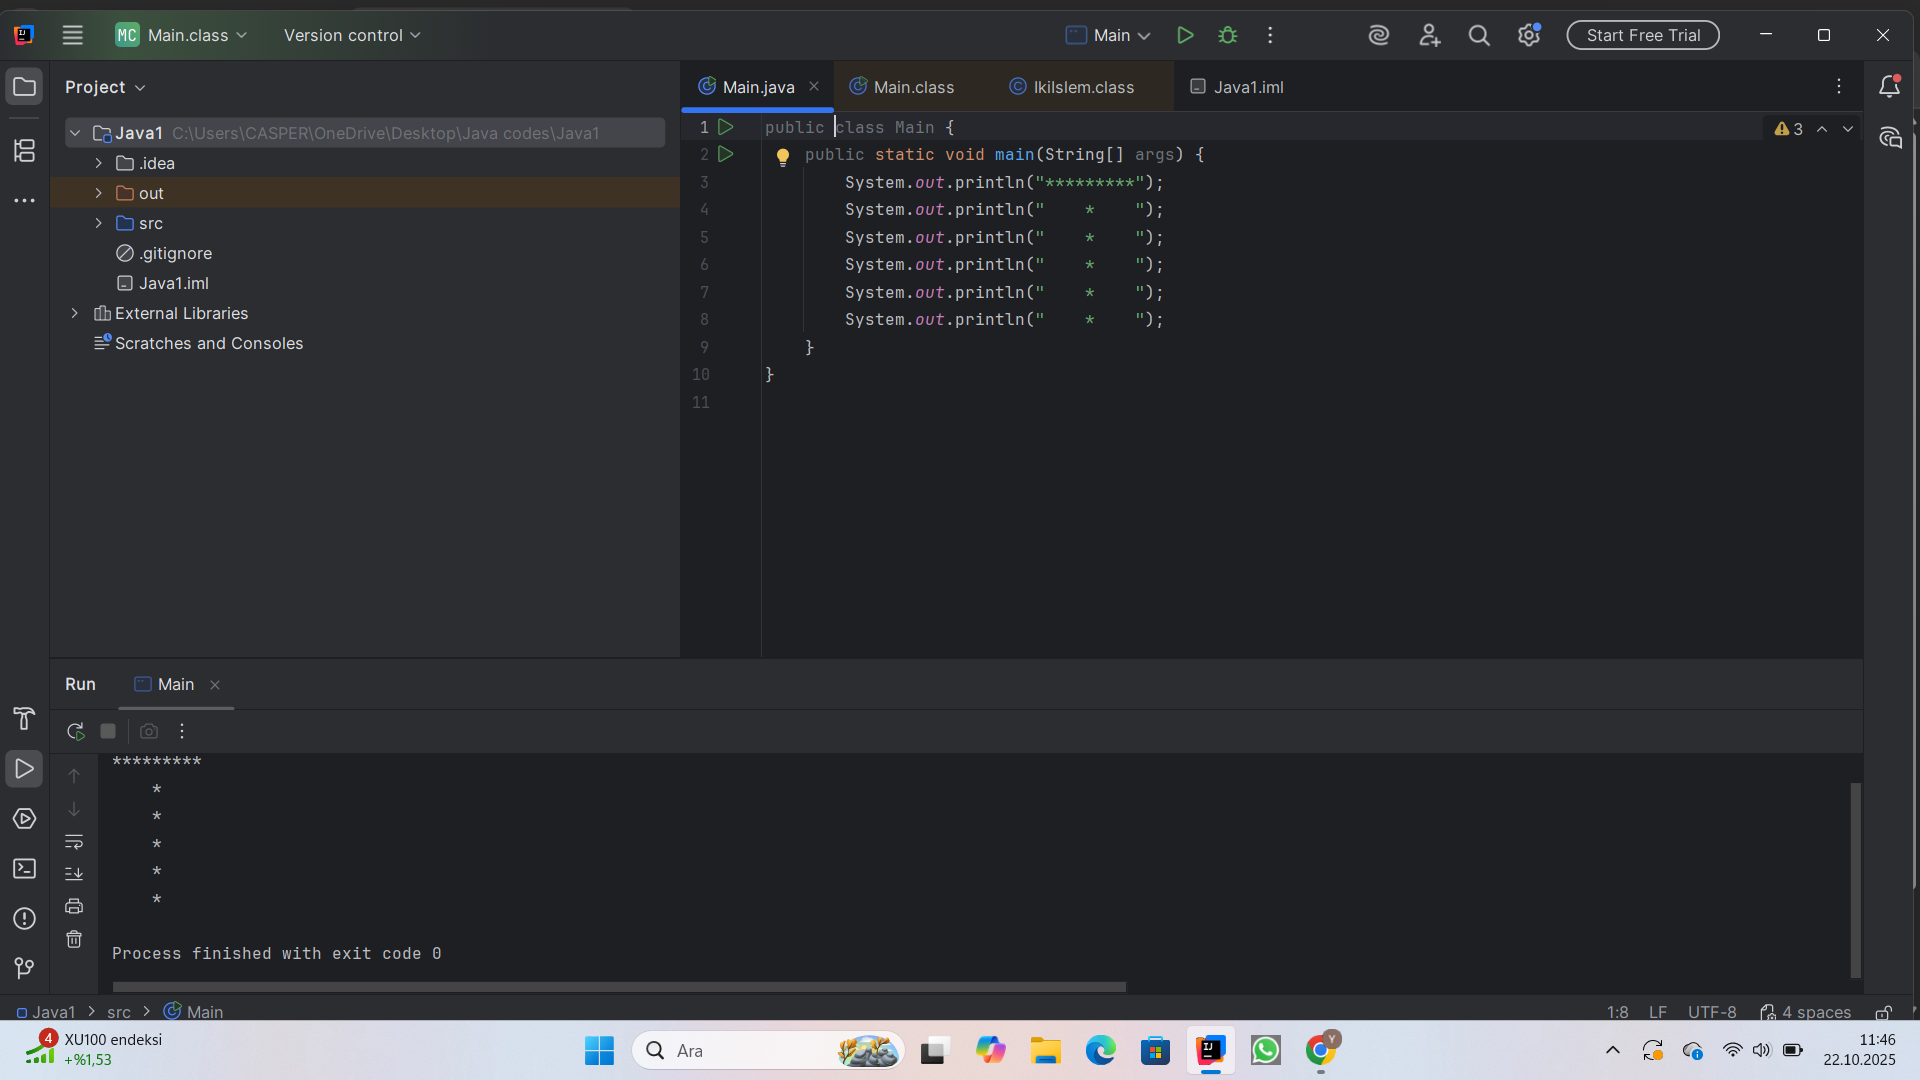 MC Main.class
Version control
Main
Start Free Trial
Project
Java1 C:\Users\CASPER\OneDrive\Desktop\Java codes\Java1
.idea
out
src
.gitignore
Java1.iml
External Libraries
Scratches and Consoles
Main.java
Main.class
IkiIslem.class
Java1.iml
1 public class Main {
2     public static void main(String[] args) {
3         System.out.println("*********");
4         System.out.println("    *    ");
5         System.out.println("    *    ");
6         System.out.println("    *    ");
7         System.out.println("    *    ");
8         System.out.println("    *    ");
9     }
10 }
11
3
Run
Main
*********
    *
    *
    *
    *
    *
Process finished with exit code 0
Java1 > src > Main
1:8 LF UTF-8 4 spaces
4
XU100 endeksi
+%1,53
Ara
Y
11:46
22.10.2025